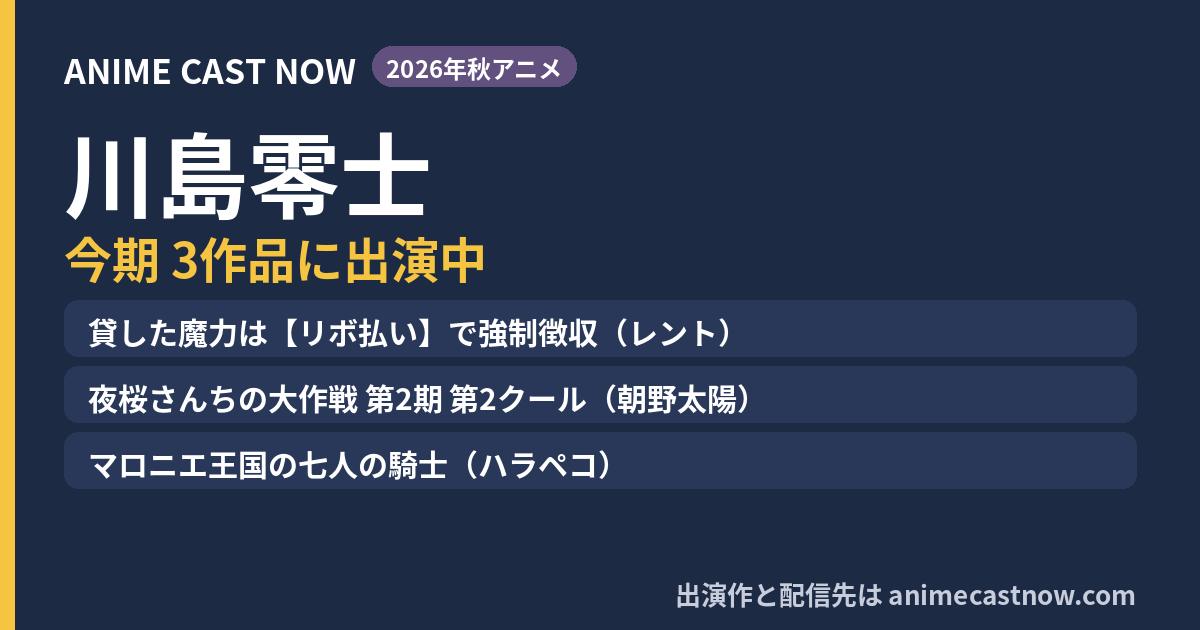 ANIME CAST NOW 2026年秋アニメ
川島零士
今期 3作品に出演中
貸した魔力は【リボ払い】で強制徴収（レント）
夜桜さんちの大作戦 第2期 第2クール（朝野太陽）
マロニエ王国の七人の騎士（ハラペコ）
出演作と配信先は animecastnow.com